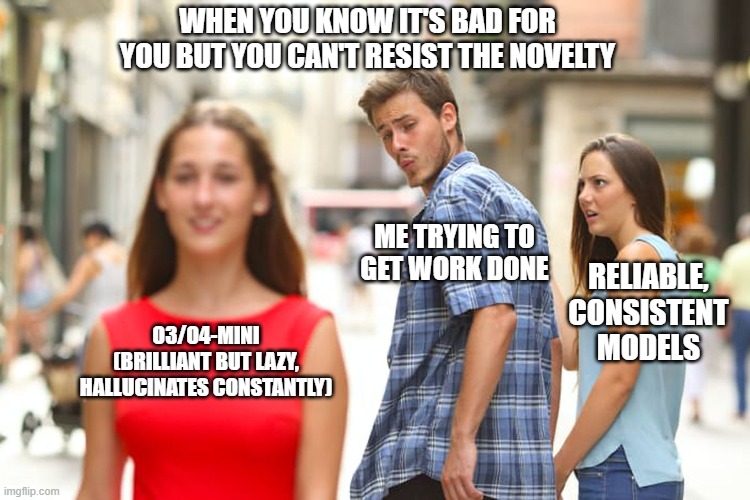 WHEN YOU KNOW IT'S BAD FOR
YOU BUT YOU CAN'T RESIST THE NOVELTY
ME TRYING TO
GET WORK DONE
RELIABLE,
CONSISTENT
MODELS
O3/O4-MINI
(BRILLIANT BUT LAZY,
HALLUCINATES CONSTANTLY)
imgflip.com